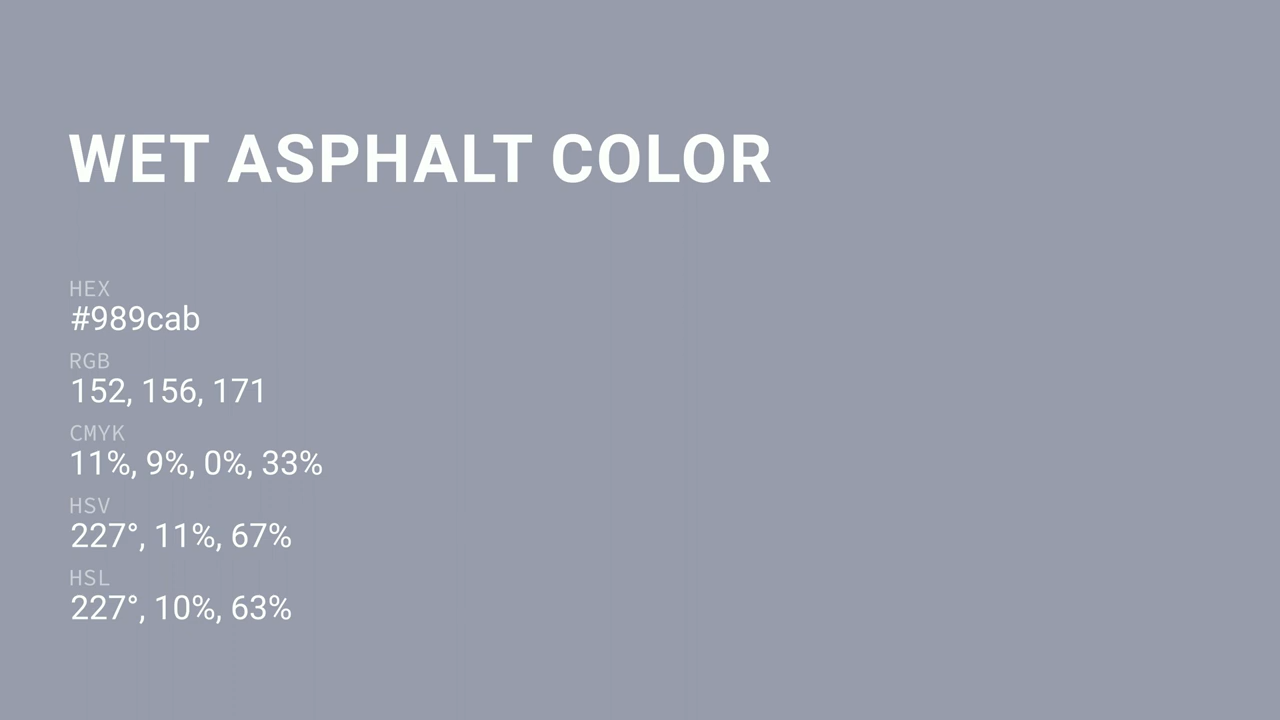 WET ASPHALT COLOR
HEX
#989cab
RGB
152, 156, 171
CMYK
11%, 9%, 0%, 33%
HSV
227°, 11%, 67%
HSL
227°, 10%, 63%